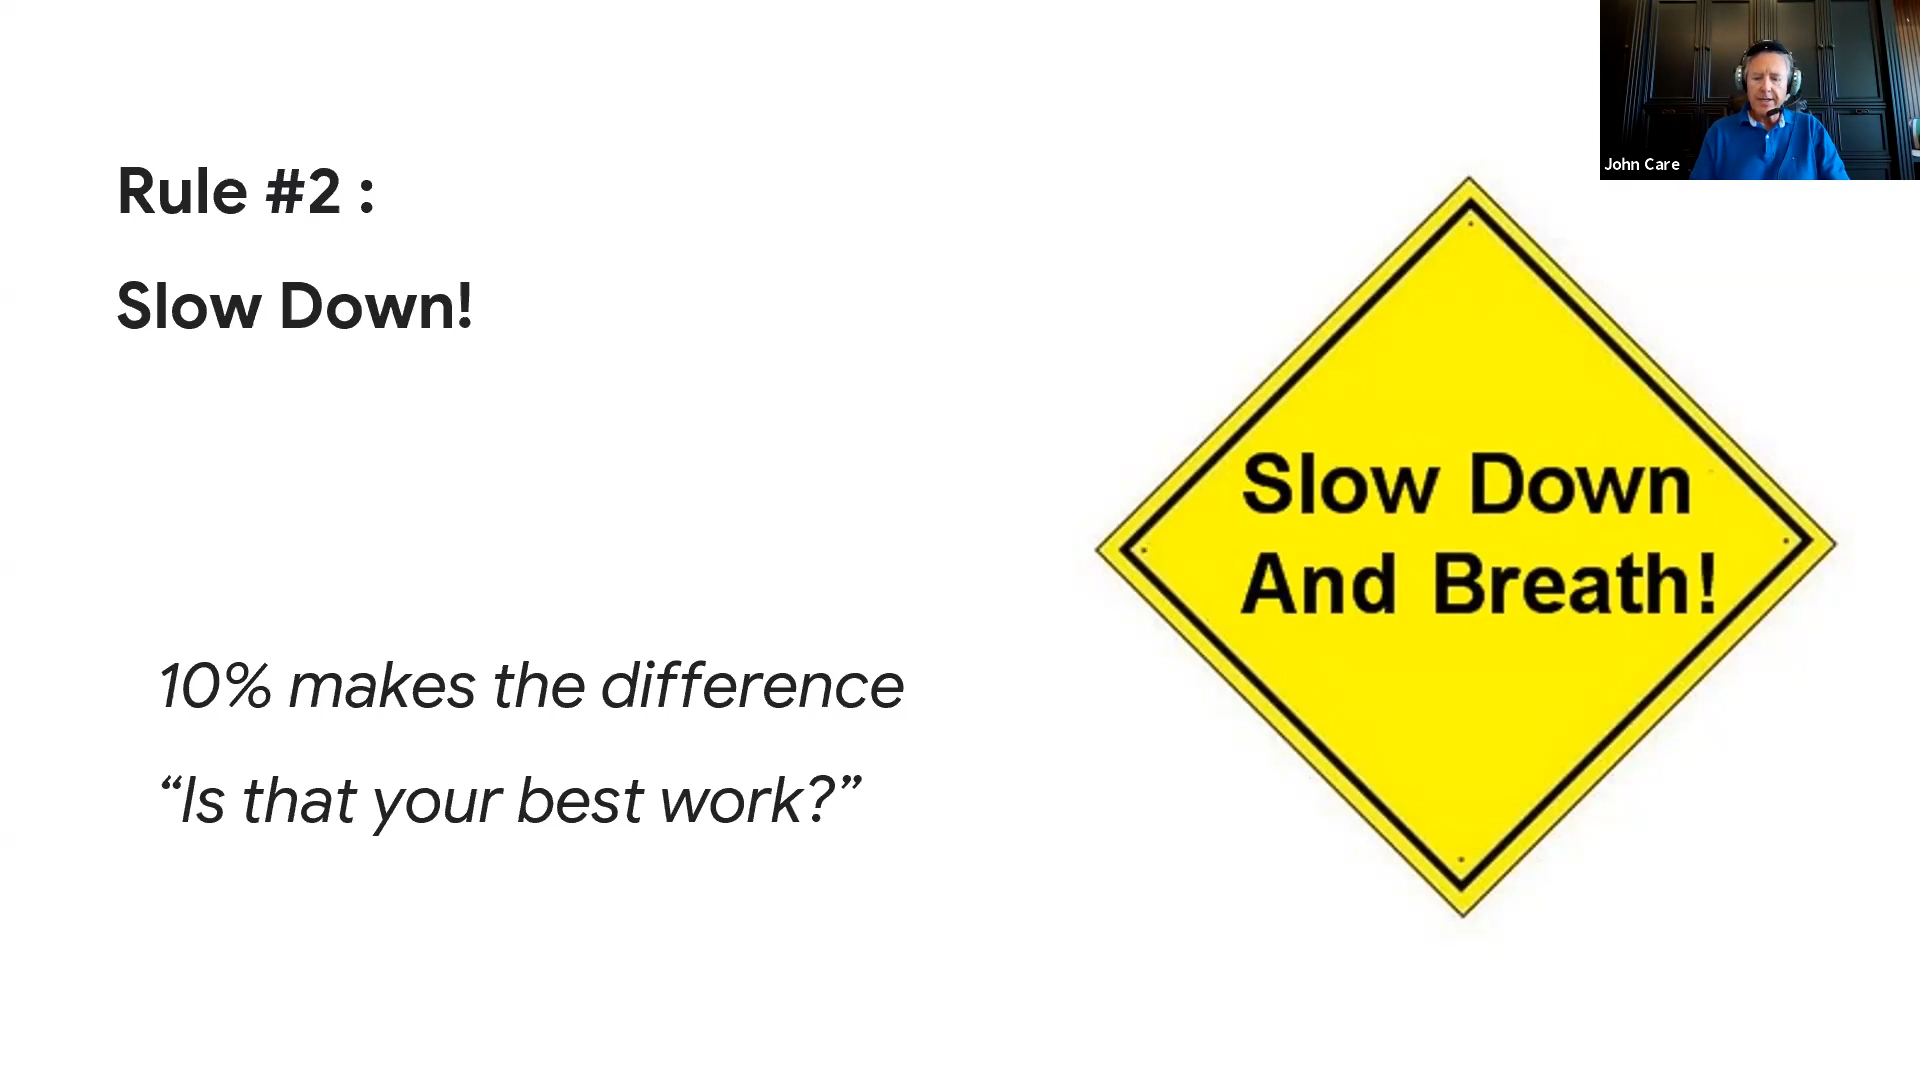 Rule #2 :
Slow Down!
10% makes the difference
“Is that your best work?”
Slow Down
And Breath!
John Care